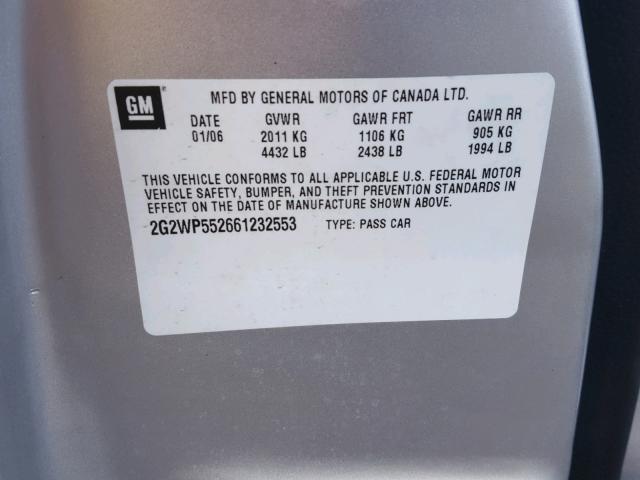 GM
MFD BY GENERAL MOTORS OF CANADA LTD.
DATE GVWR GAWR FRT GAWR RR
01/06 2011 KG 1106 KG 905 KG
4432 LB 2438 LB 1994 LB
THIS VEHICLE CONFORMS TO ALL APPLICABLE U.S. FEDERAL MOTOR
VEHICLE SAFETY, BUMPER, AND THEFT PREVENTION STANDARDS IN
EFFECT ON THE DATE OF MANUFACTURE SHOWN ABOVE.
2G2WP552661232553 TYPE: PASS CAR